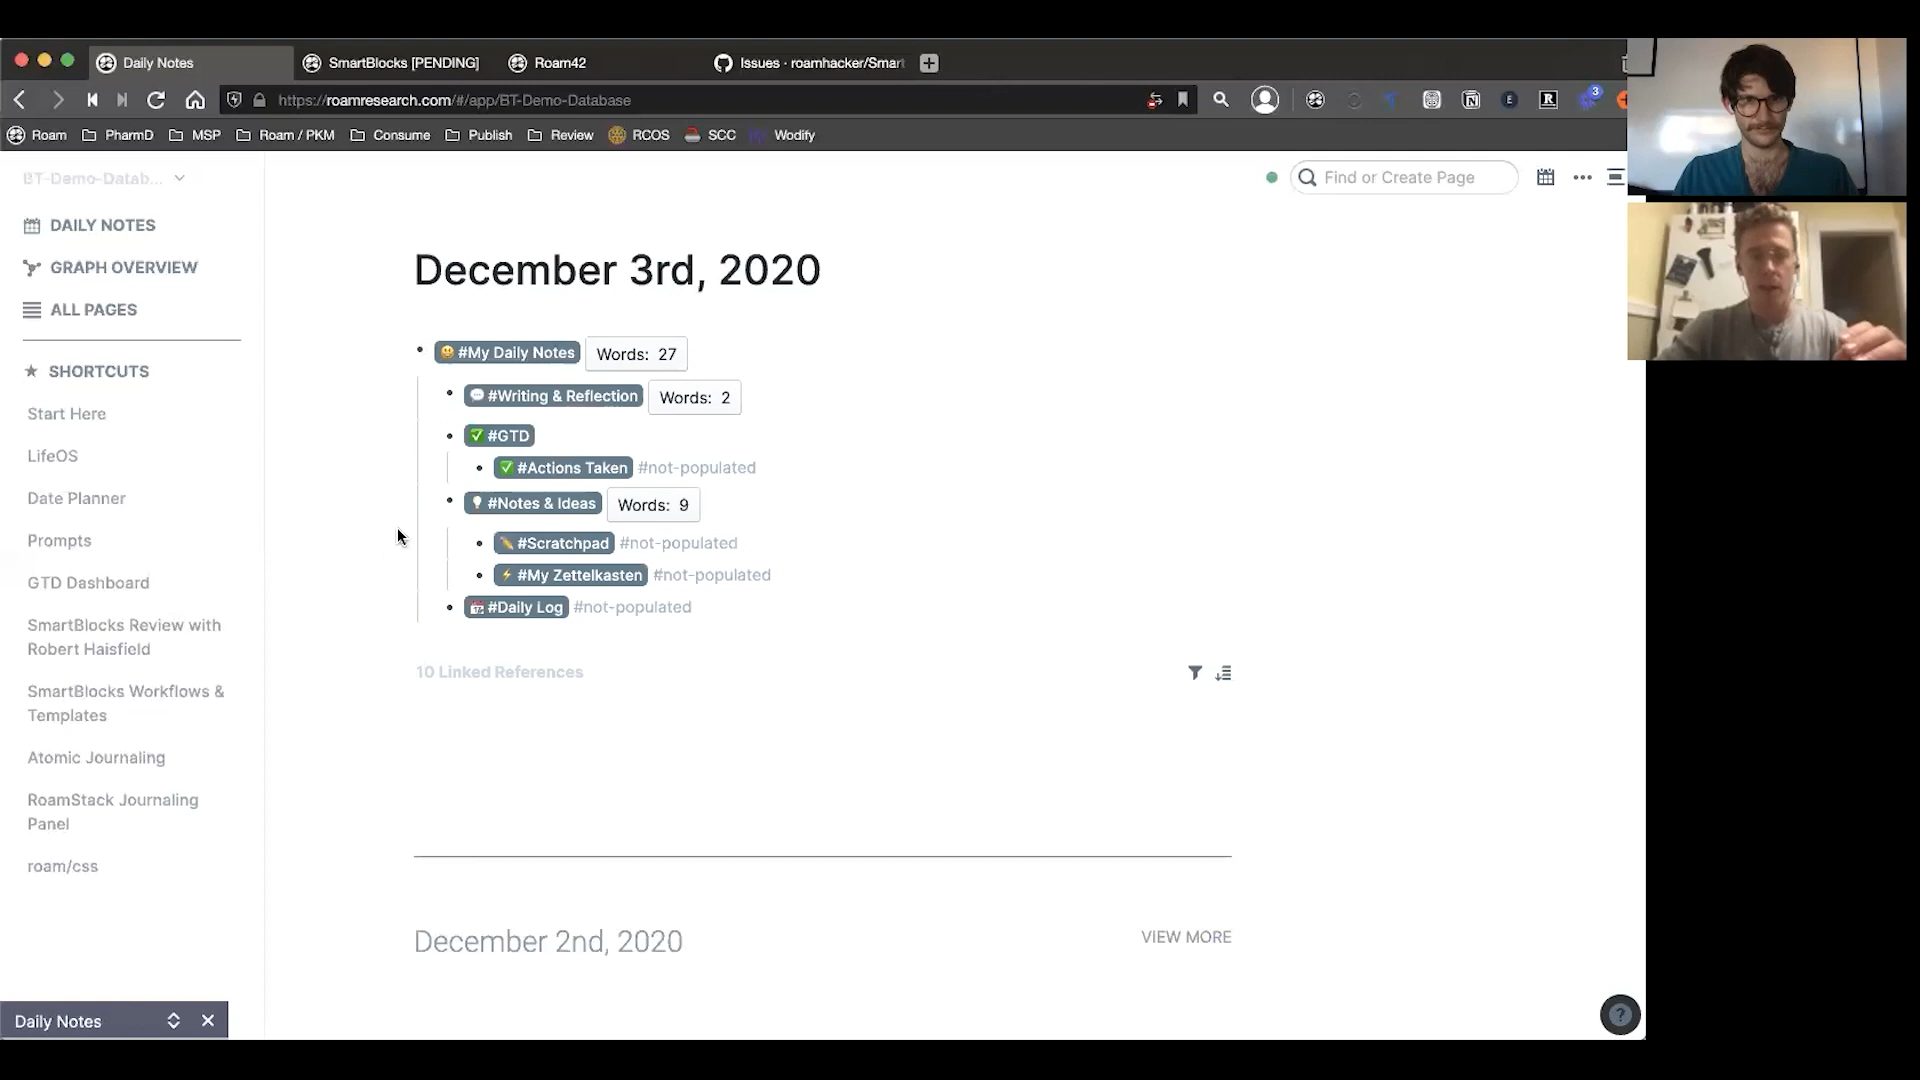 Daily Notes
SmartBlocks [PENDING]
Roam42
Issues · roamhacker/Smart
https://roamresearch.com/#/app/BT-Demo-Database
3
Roam
PharmD
MSP
Roam / PKM
Consume
Publish
Review
RCOS
SCC
Wodify
BT-Demo-Datab...
Find or Create Page
DAILY NOTES
GRAPH OVERVIEW
ALL PAGES
SHORTCUTS
Start Here
LifeOS
Date Planner
Prompts
GTD Dashboard
SmartBlocks Review with
Robert Haisfield
SmartBlocks Workflows &
Templates
Atomic Journaling
RoamStack Journaling
Panel
roam/css
December 3rd, 2020
#My Daily Notes Words: 27
#Writing & Reflection Words: 2
#GTD
#Actions Taken #not-populated
#Notes & Ideas Words: 9
#Scratchpad #not-populated
#My Zettelkasten #not-populated
#Daily Log #not-populated
10 Linked References
December 2nd, 2020
VIEW MORE
Daily Notes